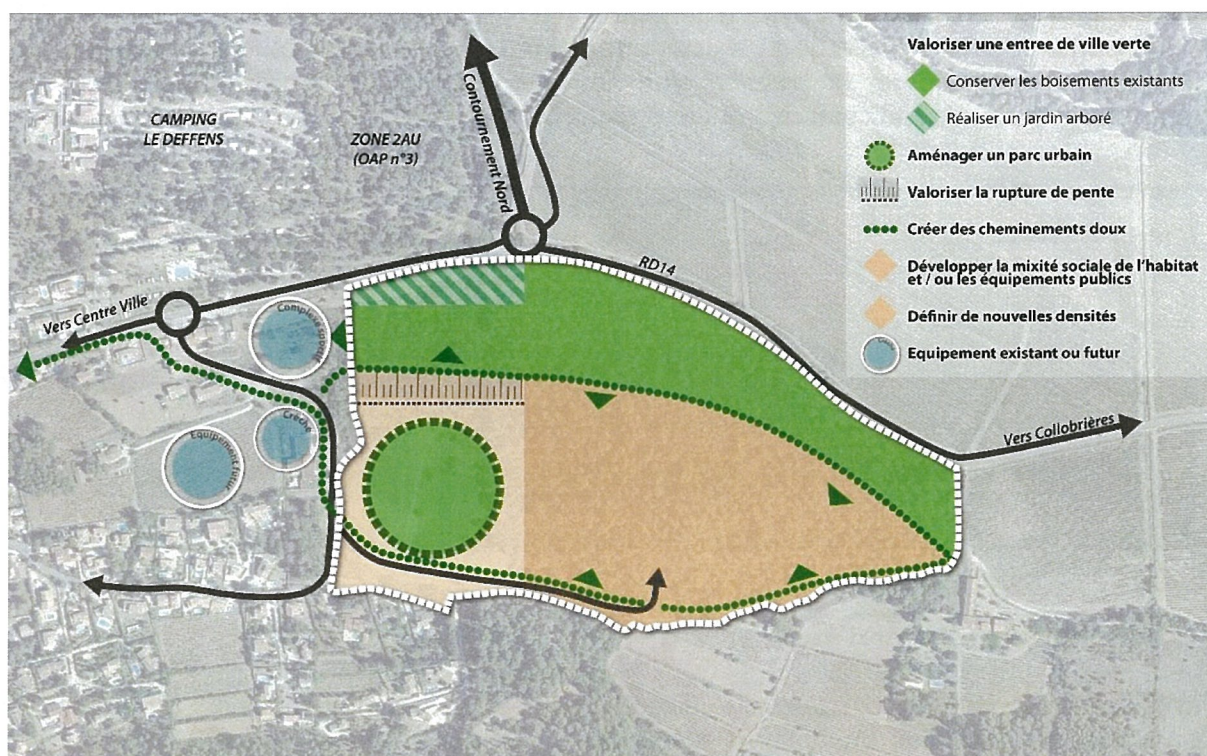 CAMPING
LE DEFFENS
ZONE 2AU
(OAP n°3)
Contournement Nord
RD14
Vers Centre Ville
Vers Collobrières
Crèche
Equipement futur
Valoriser une entree de ville verte
Conserver les boisements existants
Réaliser un jardin arboré
Aménager un parc urbain
Valoriser la rupture de pente
Créer des cheminements doux
Développer la mixité sociale de l'habitat
et / ou les équipements publics
Définir de nouvelles densités
Equipement existant ou futur